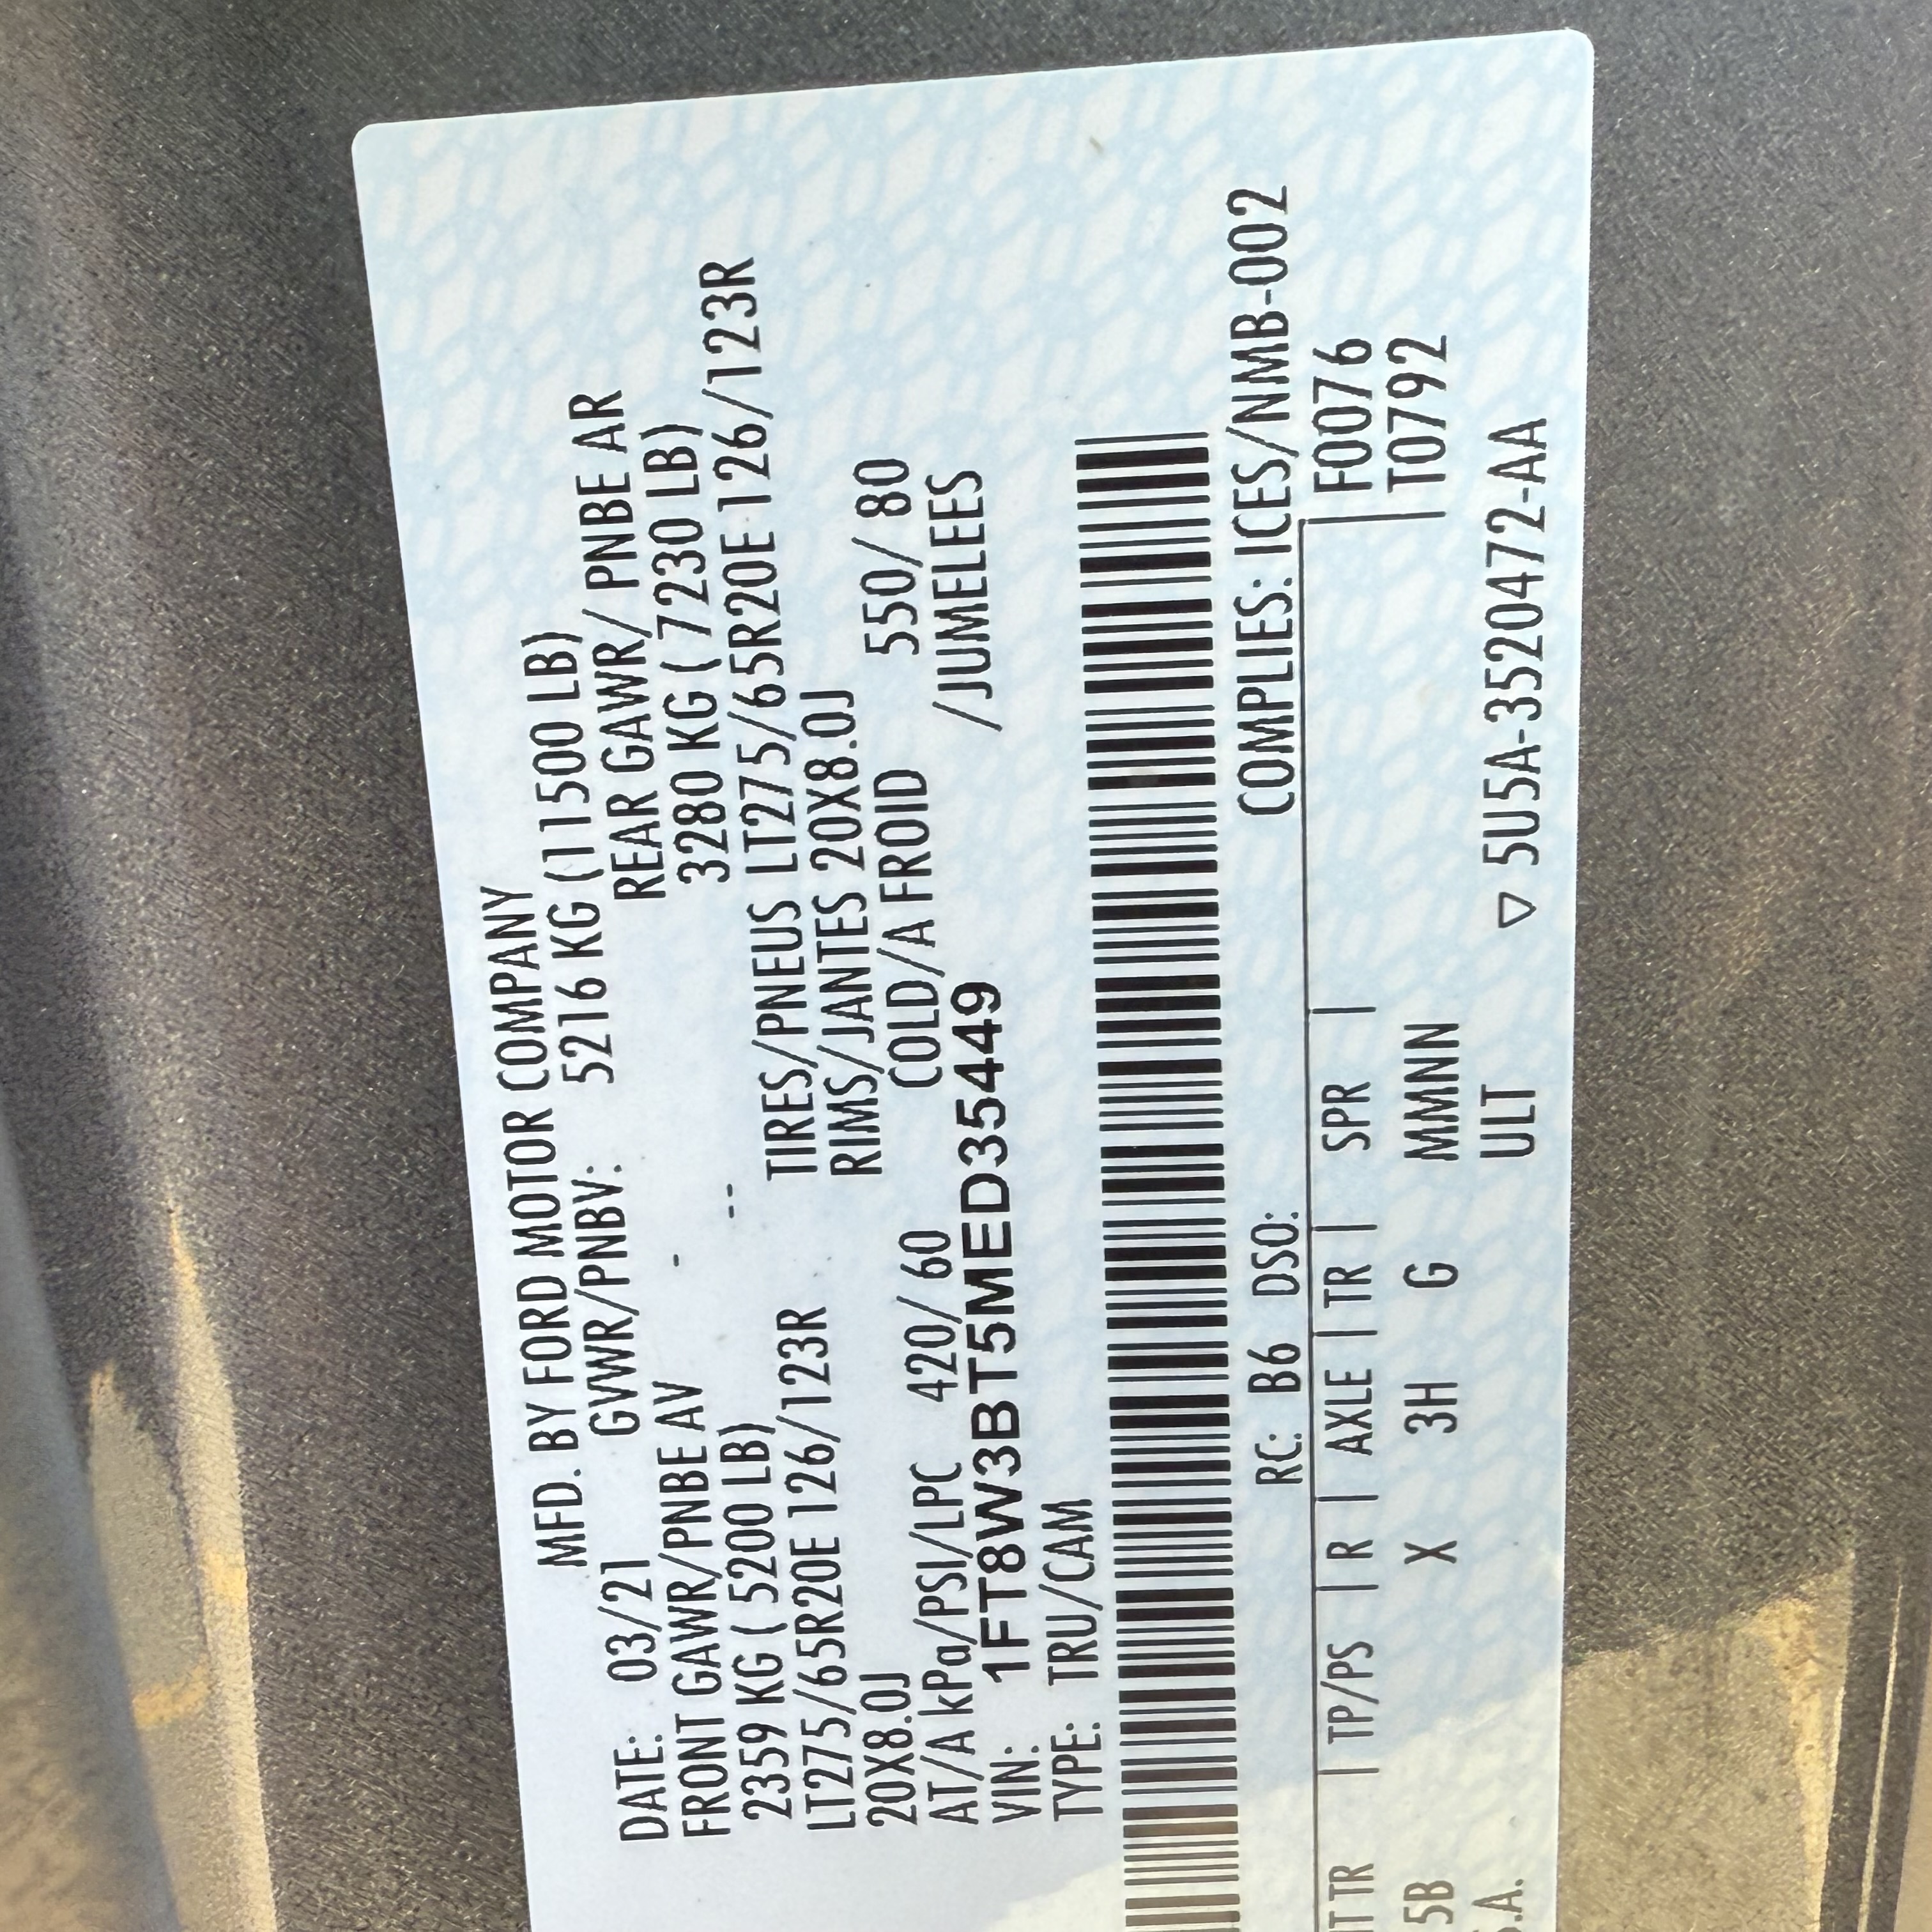 MFD. BY FORD MOTOR COMPANY
DATE: 03/21 GVWR/PNBV: 5216 KG (11500 LB)
FRONT GAWR/PNBE AV - REAR GAWR/ PNBE AR
2359 KG ( 5200 LB) -- 3280 KG ( 7230 LB)
LT275/65R20E 126/123R TIRES/PNEUS LT275/65R20E 126/123R
20X8.0J RIMS/JANTES 20X8.0J
AT/A kPa/PSI/LPC 420/ 60 COLD/A FROID 550/ 80
VIN: 1FT8W3BT5MED35449 /JUMELEES
TYPE: TRU/CAM
RC: B6 DSO: COMPLIES: ICES/NMB-002
T TR | TP/PS | R | AXLE | TR | SPR | F0076
5B X 3H G MMNN T0792
.A. ULT ▽ 5U5A-3520472-AA